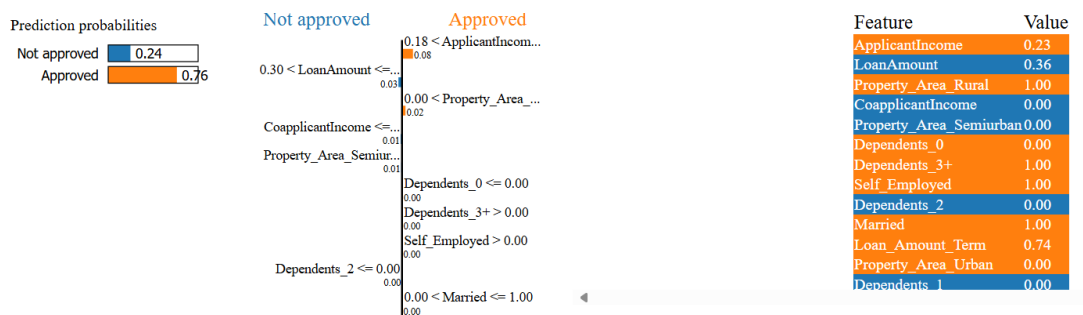 Prediction probabilities
Not approved 0.24
Approved 0.76
Not approved Approved
0.18 < ApplicantIncom...
0.08
0.30 < LoanAmount <=...
0.03
0.00 < Property_Area_...
0.02
CoapplicantIncome <=...
0.01
Property_Area_Semiur...
0.01
Dependents_0 <= 0.00
0.00
Dependents_3+ > 0.00
0.00
Self_Employed > 0.00
0.00
Dependents_2 <= 0.00
0.00
0.00 < Married <= 1.00
0.00
Feature Value
ApplicantIncome 0.23
LoanAmount 0.36
Property_Area_Rural 1.00
CoapplicantIncome 0.00
Property_Area_Semiurban 0.00
Dependents_0 0.00
Dependents_3+ 1.00
Self_Employed 1.00
Dependents_2 0.00
Married 1.00
Loan_Amount_Term 0.74
Property_Area_Urban 0.00
Dependents_1 0.00